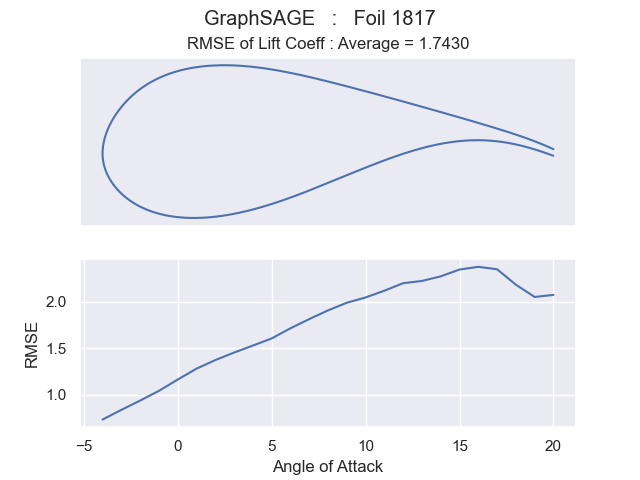 GraphSAGE   :   Foil 1817
RMSE of Lift Coeff : Average = 1.7430
RMSE
2.0
1.5
1.0
−5 0 5 10 15 20
Angle of Attack